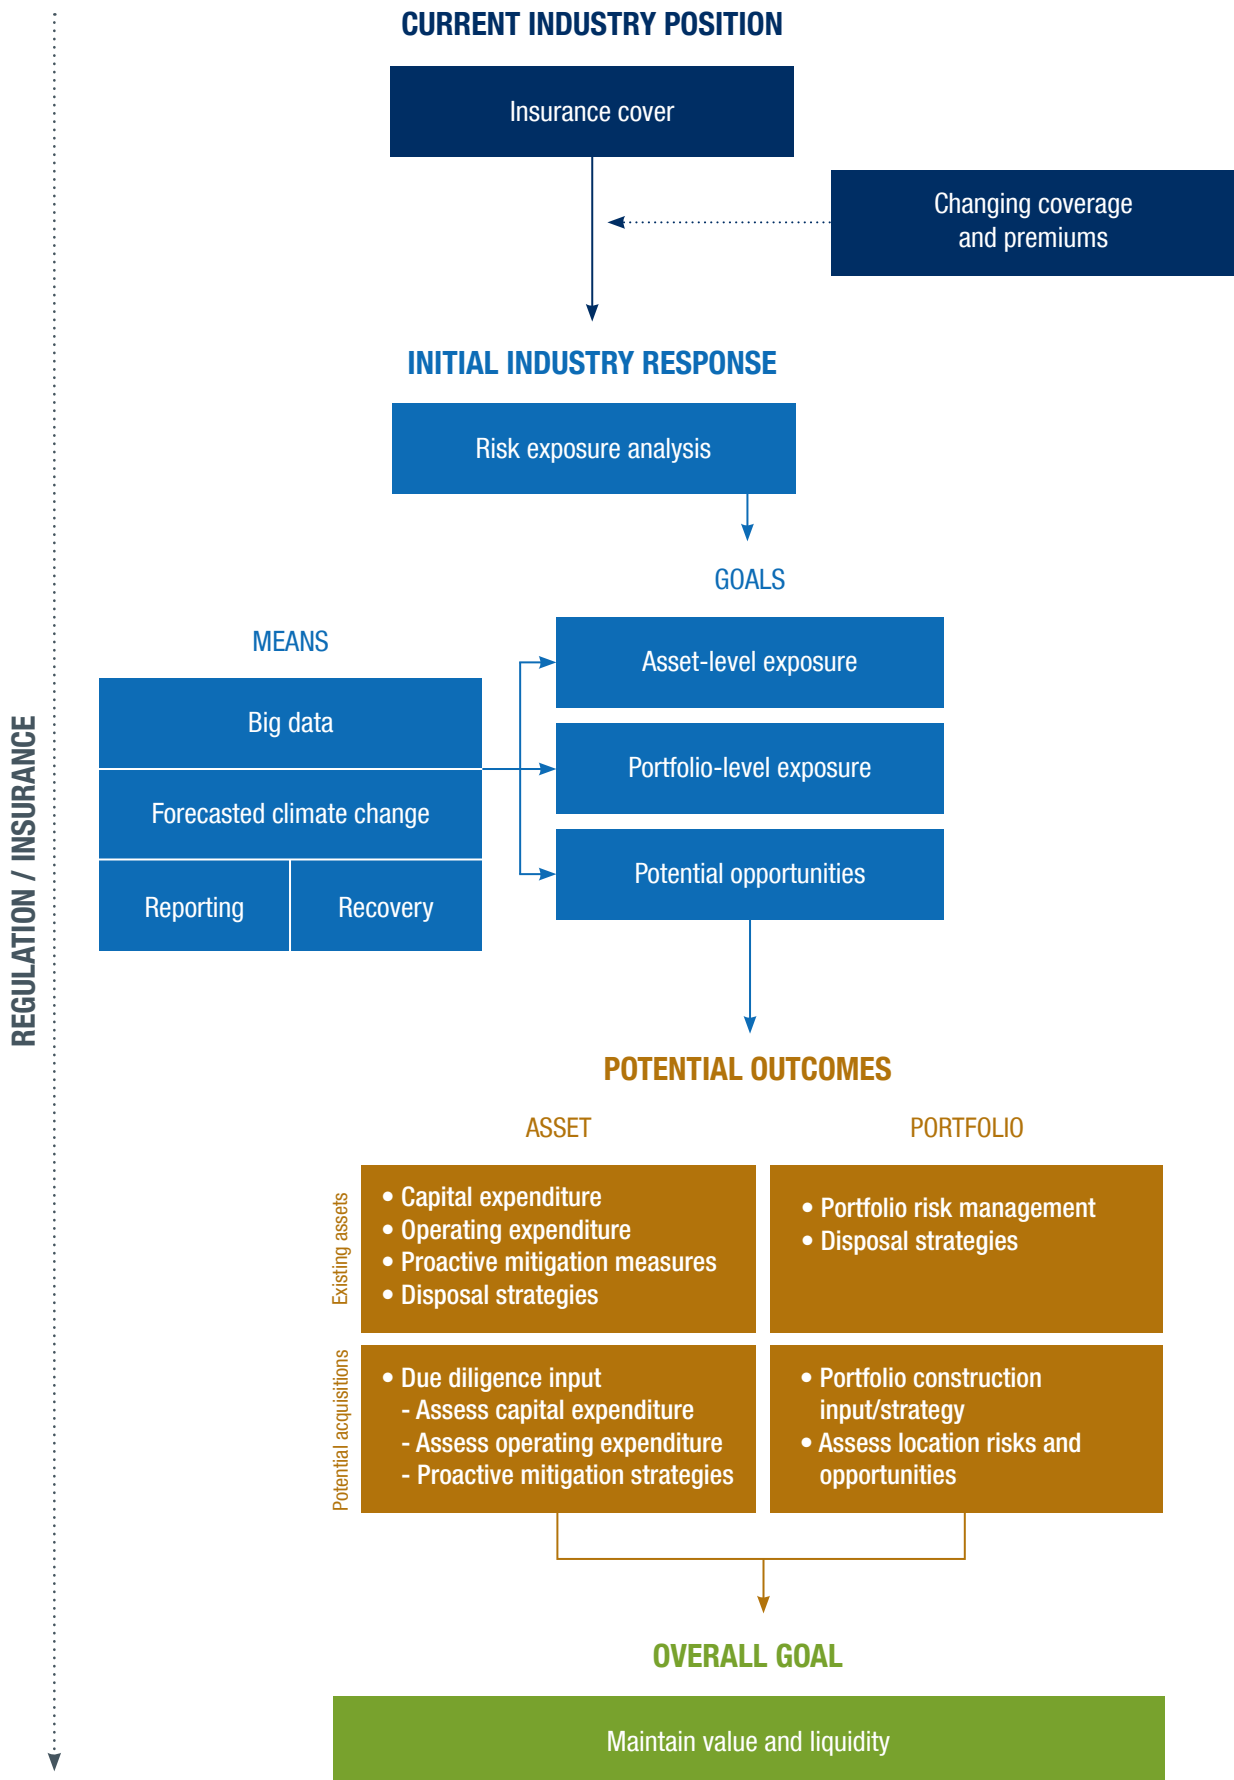 CURRENT INDUSTRY POSITION
Insurance cover
Changing coverage
and premiums
INITIAL INDUSTRY RESPONSE
Risk exposure analysis
GOALS
MEANS
Asset-level exposure
Big data
Portfolio-level exposure
Forecasted climate change
Potential opportunities
Reporting
Recovery
REGULATION / INSURANCE
POTENTIAL OUTCOMES
ASSET
PORTFOLIO
Existing assets
• Capital expenditure
• Operating expenditure
• Proactive mitigation measures
• Disposal strategies
• Portfolio risk management
• Disposal strategies
Potential acquisitions
• Due diligence input
- Assess capital expenditure
- Assess operating expenditure
- Proactive mitigation strategies
• Portfolio construction
input/strategy
• Assess location risks and
opportunities
OVERALL GOAL
Maintain value and liquidity